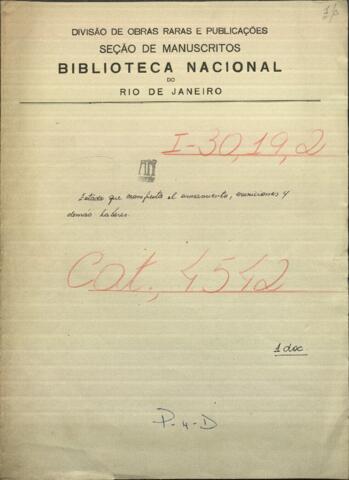 DIVISÃO DE OBRAS RARAS E PUBLICAÇÕES
SEÇÃO DE MANUSCRITOS
BIBLIOTECA NACIONAL
DO
RIO DE JANEIRO
I-30,19,2
Estado que manifiesta el armamento, municiones y
demás haberes.
Cat. 4542
1 doc
P-4-D